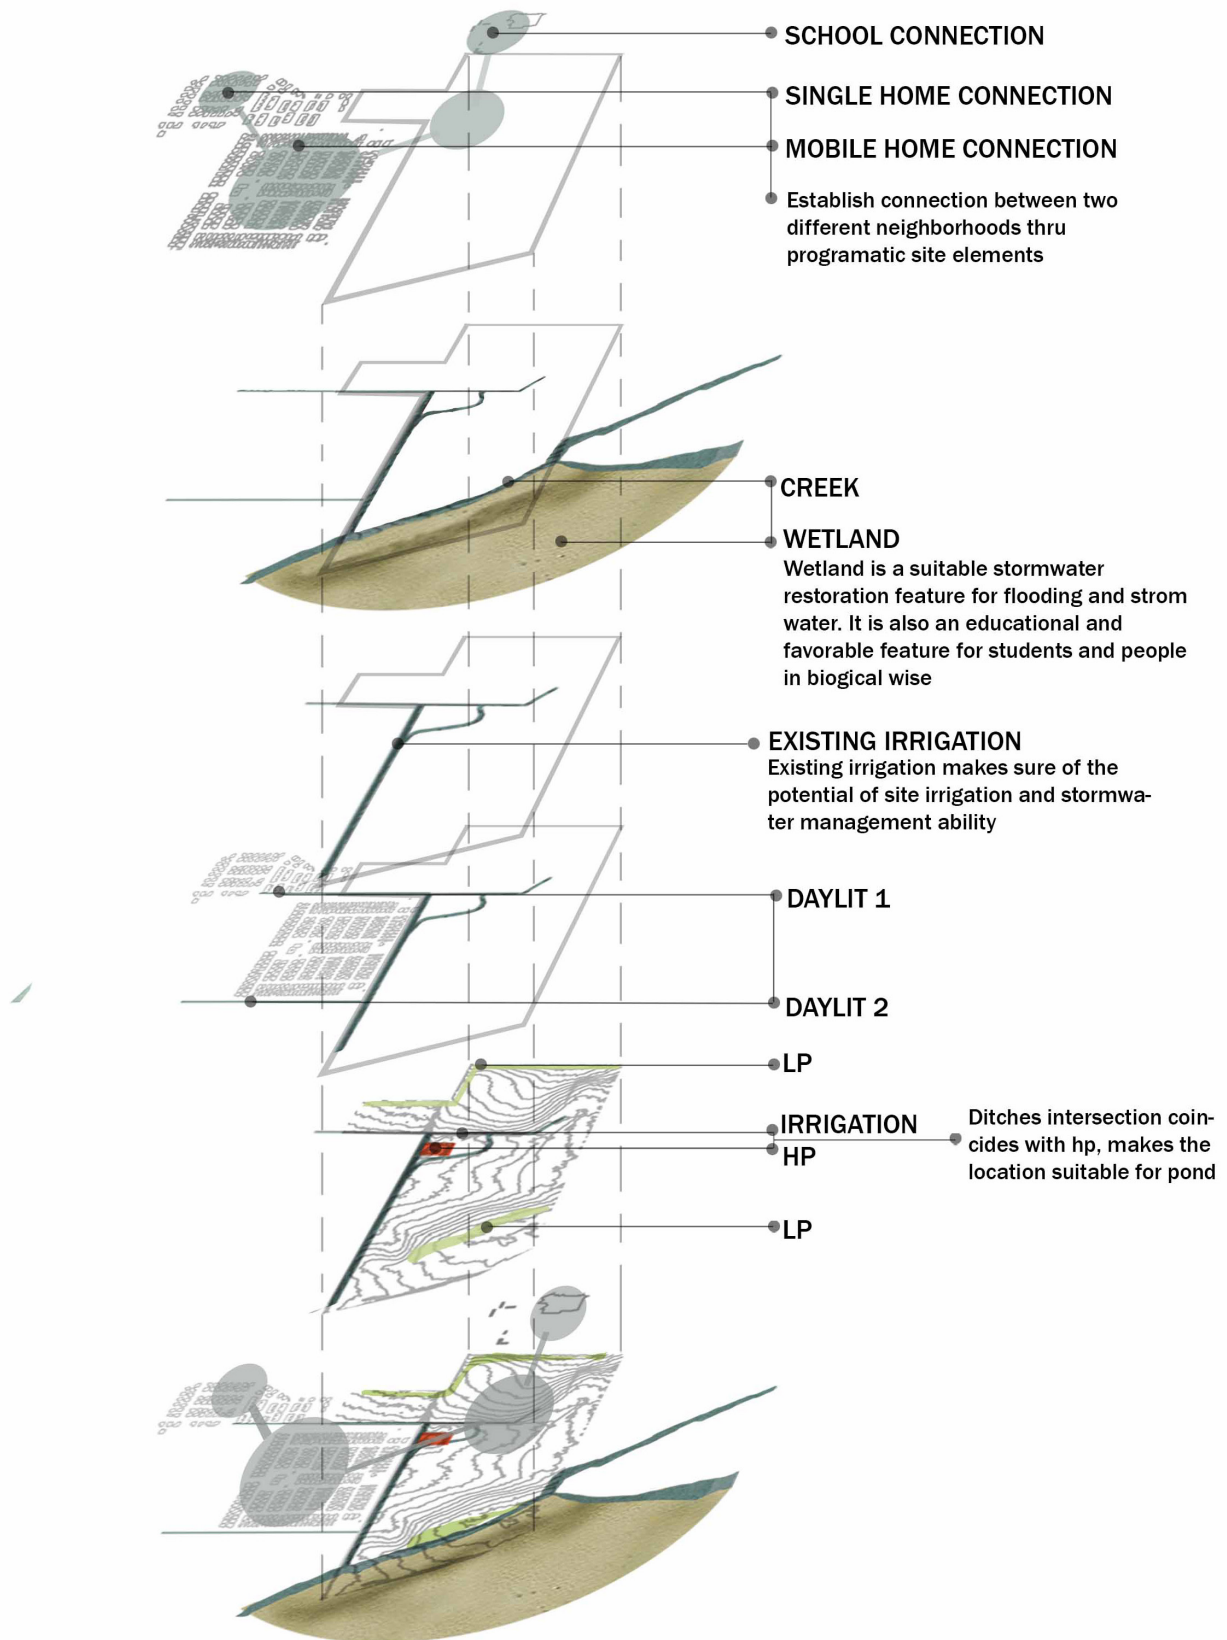 SCHOOL CONNECTION
SINGLE HOME CONNECTION
MOBILE HOME CONNECTION
Establish connection between two
different neighborhoods thru
programatic site elements
CREEK
WETLAND
Wetland is a suitable stormwater
restoration feature for flooding and strom
water. It is also an educational and
favorable feature for students and people
in biogical wise
EXISTING IRRIGATION
Existing irrigation makes sure of the
potential of site irrigation and stormwa-
ter management ability
DAYLIT 1
DAYLIT 2
LP
IRRIGATION
HP
Ditches intersection coin-
cides with hp, makes the
location suitable for pond
LP